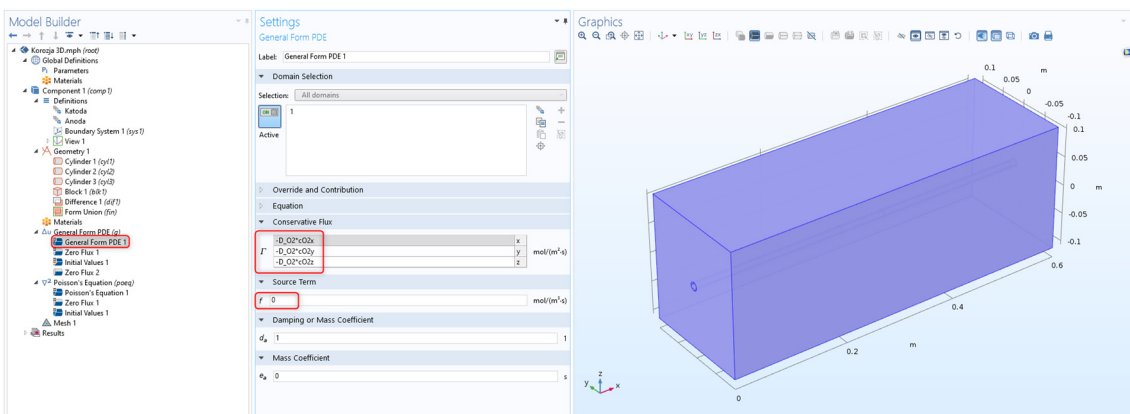 Model Builder
Korozja 3D.mph (root)
Global Definitions
Pi Parameters
Materials
Component 1 (comp1)
Definitions
Katoda
Anoda
Boundary System 1 (sys1)
View 1
Geometry 1
Cylinder 1 (cyl1)
Cylinder 2 (cyl2)
Cylinder 3 (cyl3)
Block 1 (blk1)
Difference 1 (dif1)
Form Union (fin)
Materials
Δu General Form PDE (g)
General Form PDE 1
Zero Flux 1
Initial Values 1
Zero Flux 2
∇² Poisson's Equation (poeq)
Poisson's Equation 1
Zero Flux 1
Initial Values 1
Mesh 1
Results
Settings
General Form PDE
Label: General Form PDE 1
Domain Selection
Selection: All domains
1
Active
Override and Contribution
Equation
Conservative Flux
-D_O2*cO2x x
Γ -D_O2*cO2y y mol/(m²·s)
-D_O2*cO2z z
Source Term
f 0 mol/(m³·s)
Damping or Mass Coefficient
dₐ 1 1
Mass Coefficient
eₐ 0 s
Graphics
0.1 m
0.05
0
-0.05
-0.1
0.1
0.05
0 m
-0.05
-0.1
0.6
0.4
m
0.2
0
z
y x